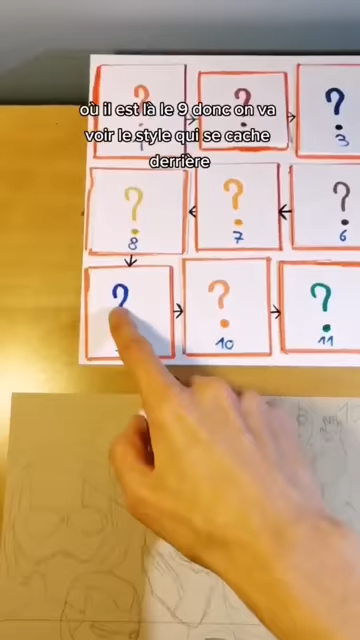 où il est là le 9 donc on va
voir le style qui se cache
derrière
? ? ?
3
? ? ?
8 7 6
? ? ?
10 11